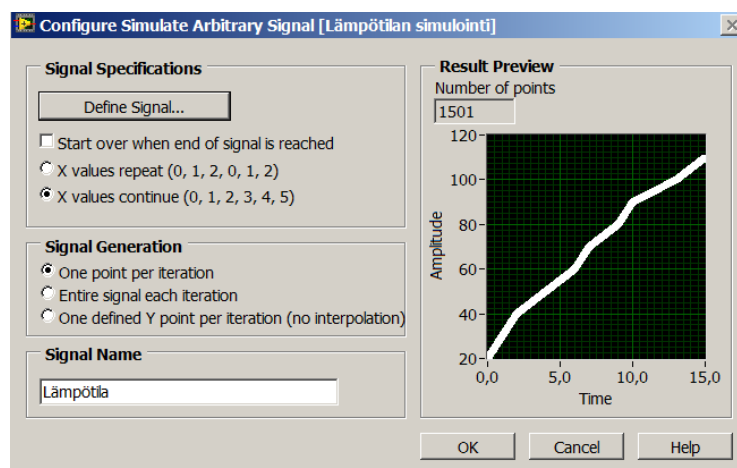 Configure Simulate Arbitrary Signal [Lämpötilan simulointi]
Signal Specifications
Define Signal...
Start over when end of signal is reached
X values repeat (0, 1, 2, 0, 1, 2)
X values continue (0, 1, 2, 3, 4, 5)
Signal Generation
One point per iteration
Entire signal each iteration
One defined Y point per iteration (no interpolation)
Signal Name
Lämpötila
Result Preview
Number of points
1501
120
100
80
60
40
20
Amplitude
0,0 5,0 10,0 15,0
Time
OK Cancel Help